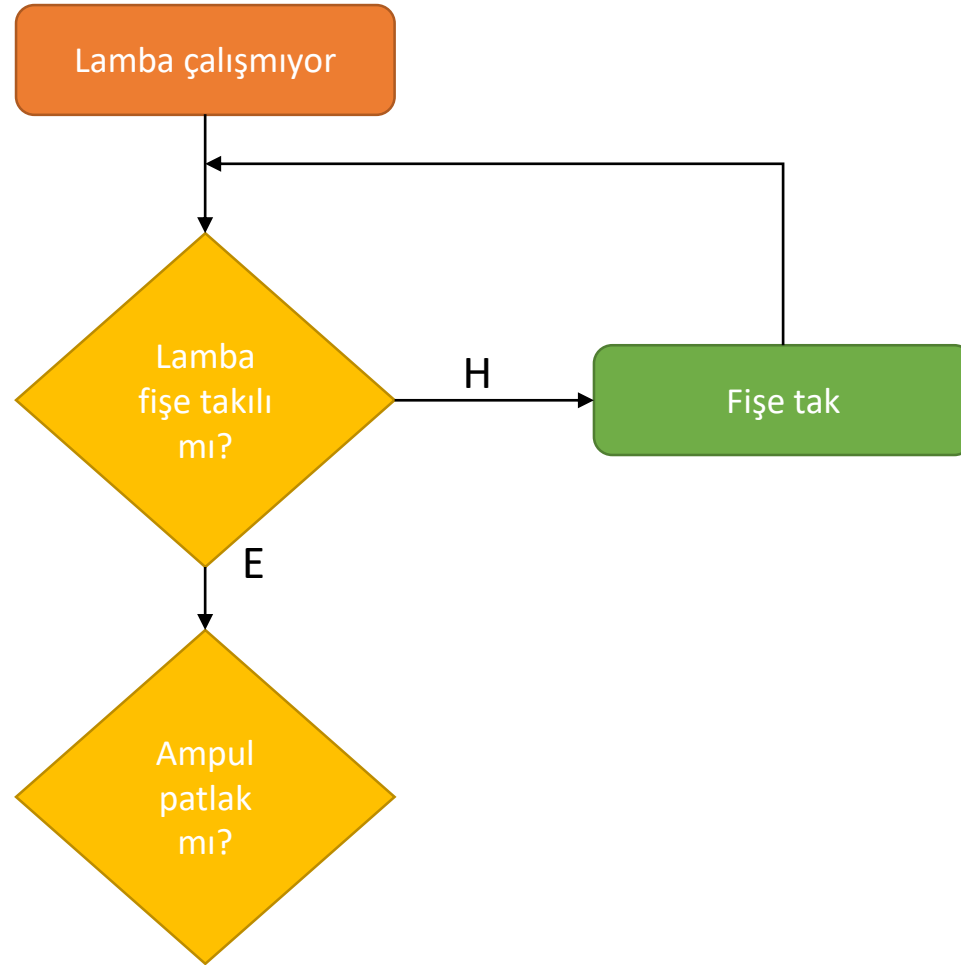 Lamba çalışmıyor
Lamba
fişe takılı
mı?
H
Fişe tak
E
Ampul
patlak
mı?